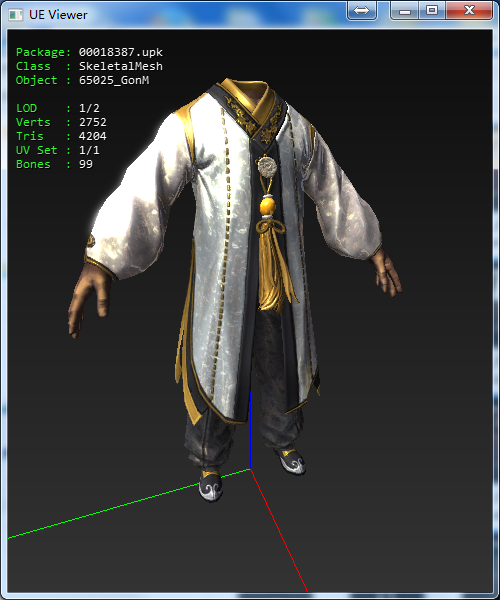 UE Viewer
Package: 00018387.upk
Class : SkeletalMesh
Object : 65025_GonM
LOD : 1/2
Verts : 2752
Tris : 4204
UV Set : 1/1
Bones : 99